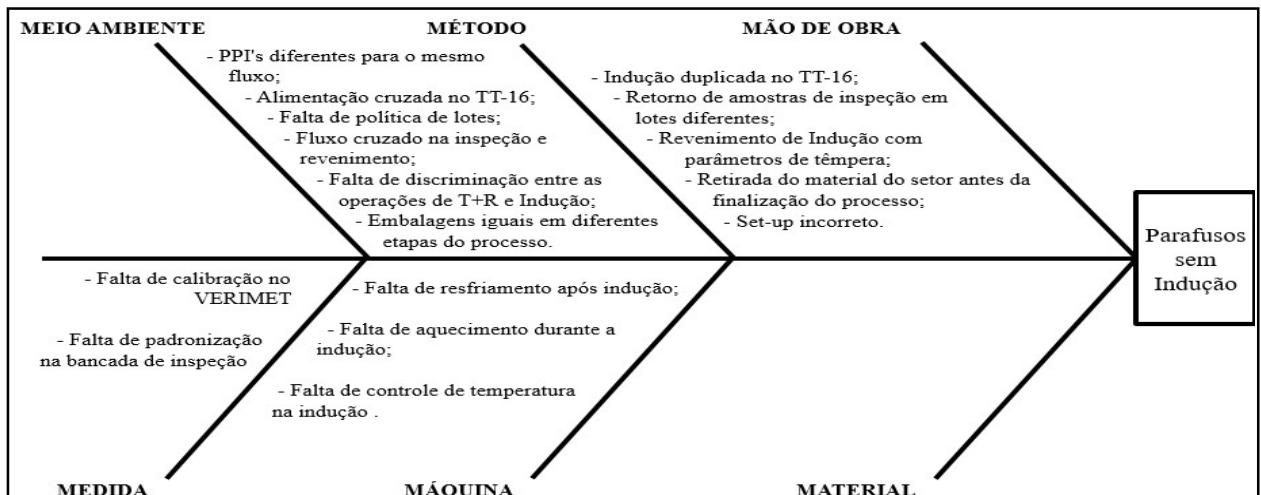 MEIO AMBIENTE
MÉTODO
MÃO DE OBRA
- PPI's diferentes para o mesmo
fluxo;
- Alimentação cruzada no TT-16;
- Falta de política de lotes;
- Fluxo cruzado na inspeção e
revenimento;
- Falta de discriminação entre as
operações de T+R e Indução;
- Embalagens iguais em diferentes
etapas do processo.
- Indução duplicada no TT-16;
- Retorno de amostras de inspeção em
lotes diferentes;
- Revenimento de Indução com
parâmetros de têmpera;
- Retirada do material do setor antes da
finalização do processo;
- Set-up incorreto.
Parafusos
sem
Indução
- Falta de calibração no
VERIMET
- Falta de padronização
na bancada de inspeção
- Falta de resfriamento após indução;
- Falta de aquecimento durante a
indução;
- Falta de controle de temperatura
na indução .
MEDIDA
MÁQUINA
MATERIAL